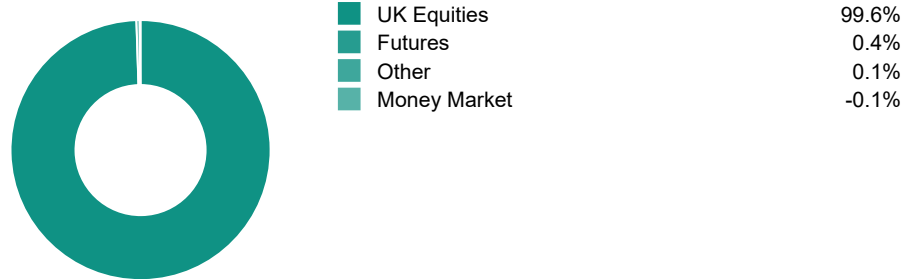 UK Equities 99.6%
Futures 0.4%
Other 0.1%
Money Market -0.1%